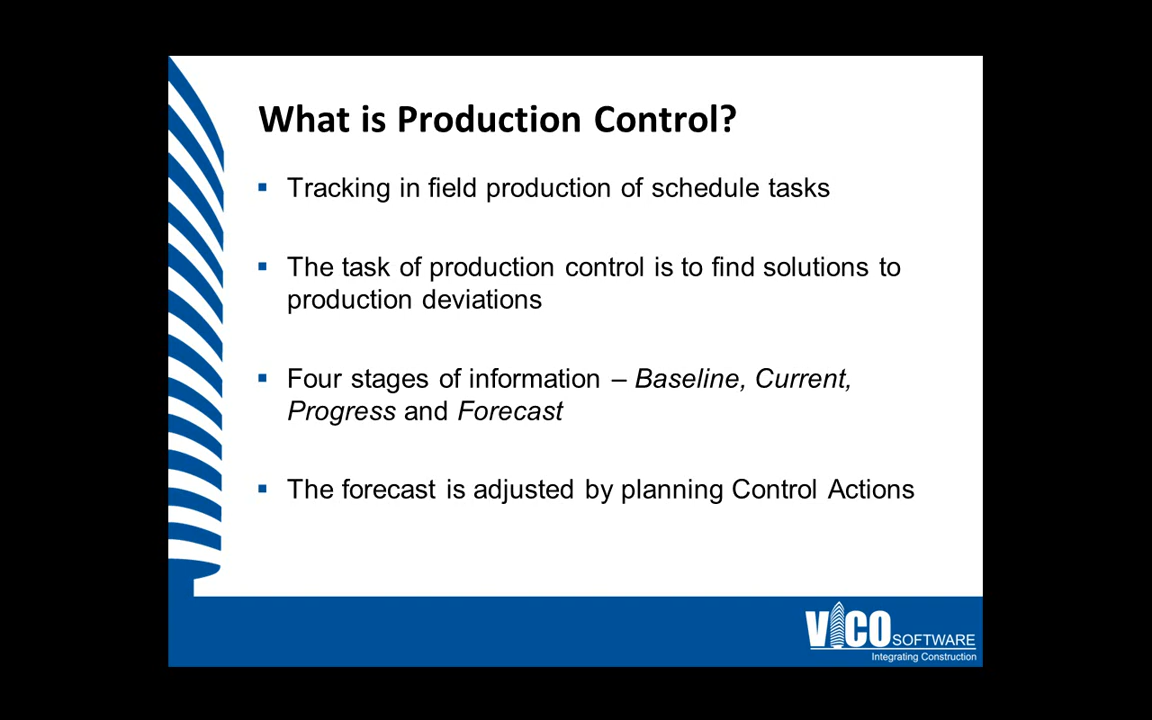 What is Production Control?
▪ Tracking in field production of schedule tasks
▪ The task of production control is to find solutions to
production deviations
▪ Four stages of information – Baseline, Current,
Progress and Forecast
▪ The forecast is adjusted by planning Control Actions
VICO SOFTWARE
Integrating Construction